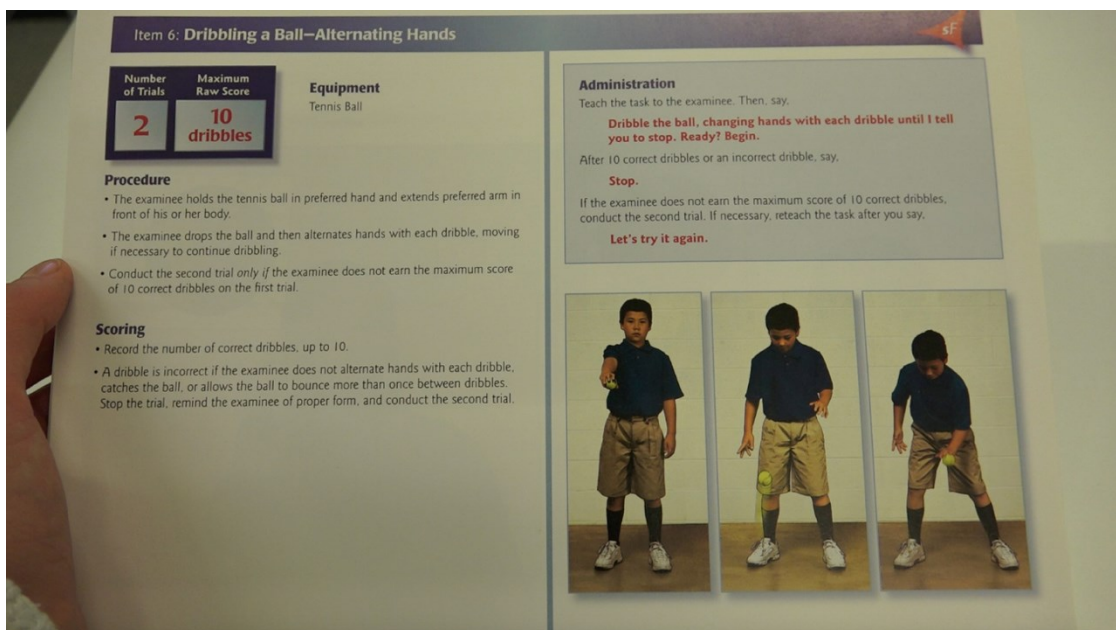 Item 6: Dribbling a Ball–Alternating Hands
SF
Number
of Trials
2
Maximum
Raw Score
10
dribbles
Equipment
Tennis Ball
Procedure
• The examinee holds the tennis ball in preferred hand and extends preferred arm in
front of his or her body.
• The examinee drops the ball and then alternates hands with each dribble, moving
if necessary to continue dribbling.
• Conduct the second trial only if the examinee does not earn the maximum score
of 10 correct dribbles on the first trial.
Scoring
• Record the number of correct dribbles, up to 10.
• A dribble is incorrect if the examinee does not alternate hands with each dribble,
catches the ball, or allows the ball to bounce more than once between dribbles.
Stop the trial, remind the examinee of proper form, and conduct the second trial.
Administration
Teach the task to the examinee. Then, say,
Dribble the ball, changing hands with each dribble until I tell
you to stop. Ready? Begin.
After 10 correct dribbles or an incorrect dribble, say,
Stop.
If the examinee does not earn the maximum score of 10 correct dribbles,
conduct the second trial. If necessary, reteach the task after you say,
Let's try it again.